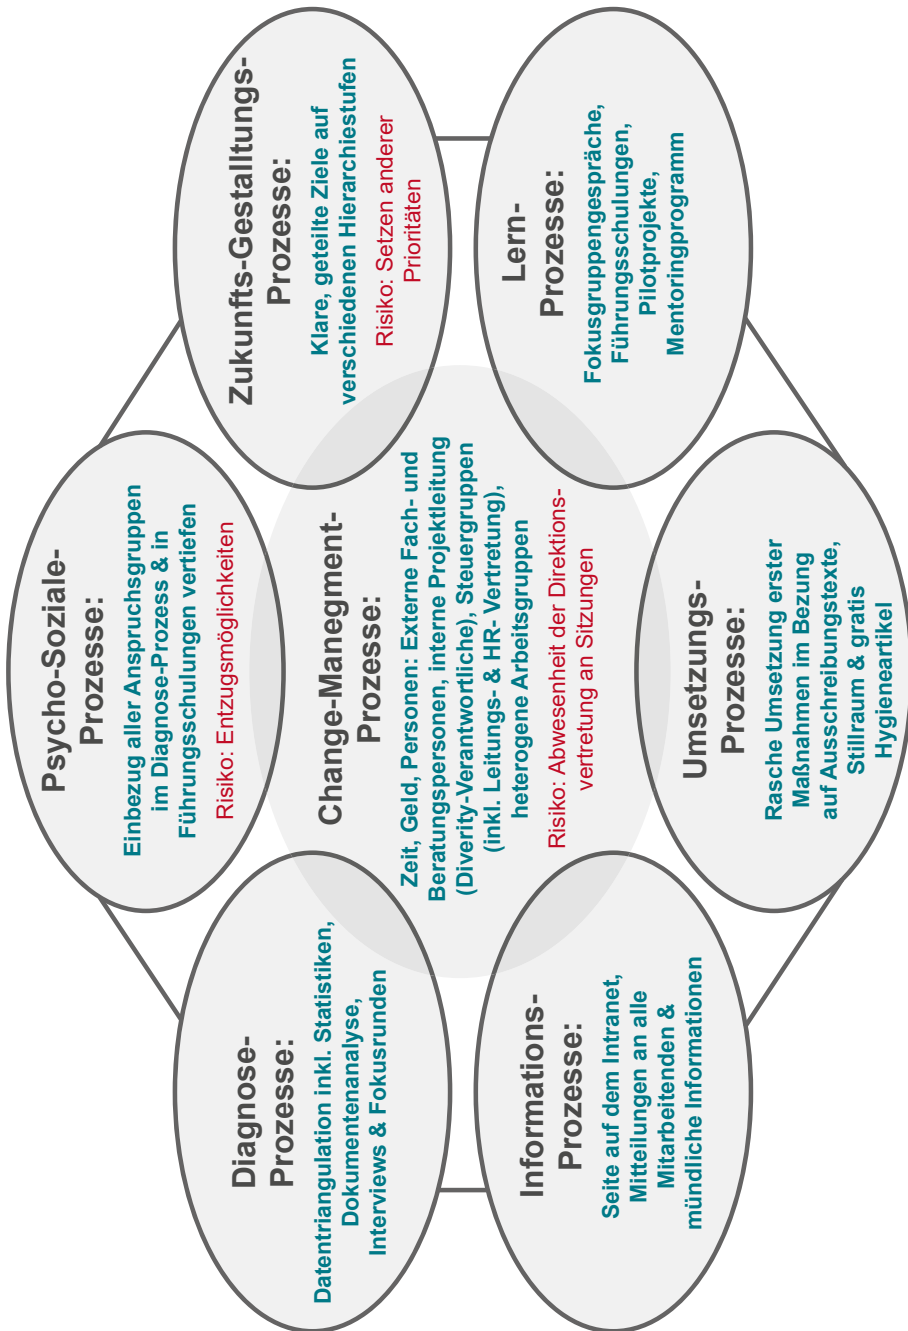 Psycho-Soziale-
Prozesse:
Einbezug aller Anspruchsgruppen
im Diagnose-Prozess & in
Führungsschulungen vertiefen
Risiko: Entzugsmöglichkeiten
Diagnose-
Prozesse:
Datentriangulation inkl. Statistiken,
Dokumentenanalyse,
Interviews & Fokusrunden
Zukunfts-Gestalltungs-
Prozesse:
Klare, geteilte Ziele auf
verschiedenen Hierarchiestufen
Risiko: Setzen anderer
Prioritäten
Change-Manegment-
Prozesse:
Zeit, Geld, Personen: Externe Fach- und
Beratungspersonen, interne Projektleitung
(Diverity-Verantwortliche), Steuergruppen
(inkl. Leitungs- & HR- Vertretung),
heterogene Arbeitsgruppen
Risiko: Abwesenheit der Direktions-
vertretung an Sitzungen
Informations-
Prozesse:
Seite auf dem Intranet,
Mitteilungen an alle
Mitarbeitenden &
mündliche Informationen
Lern-
Prozesse:
Fokusgruppengespräche,
Führungsschulungen,
Pilotprojekte,
Mentoringprogramm
Umsetzungs-
Prozesse:
Rasche Umsetzung erster
Maßnahmen im Bezung
auf Ausschreibungstexte,
Stillraum & gratis
Hygieneartikel